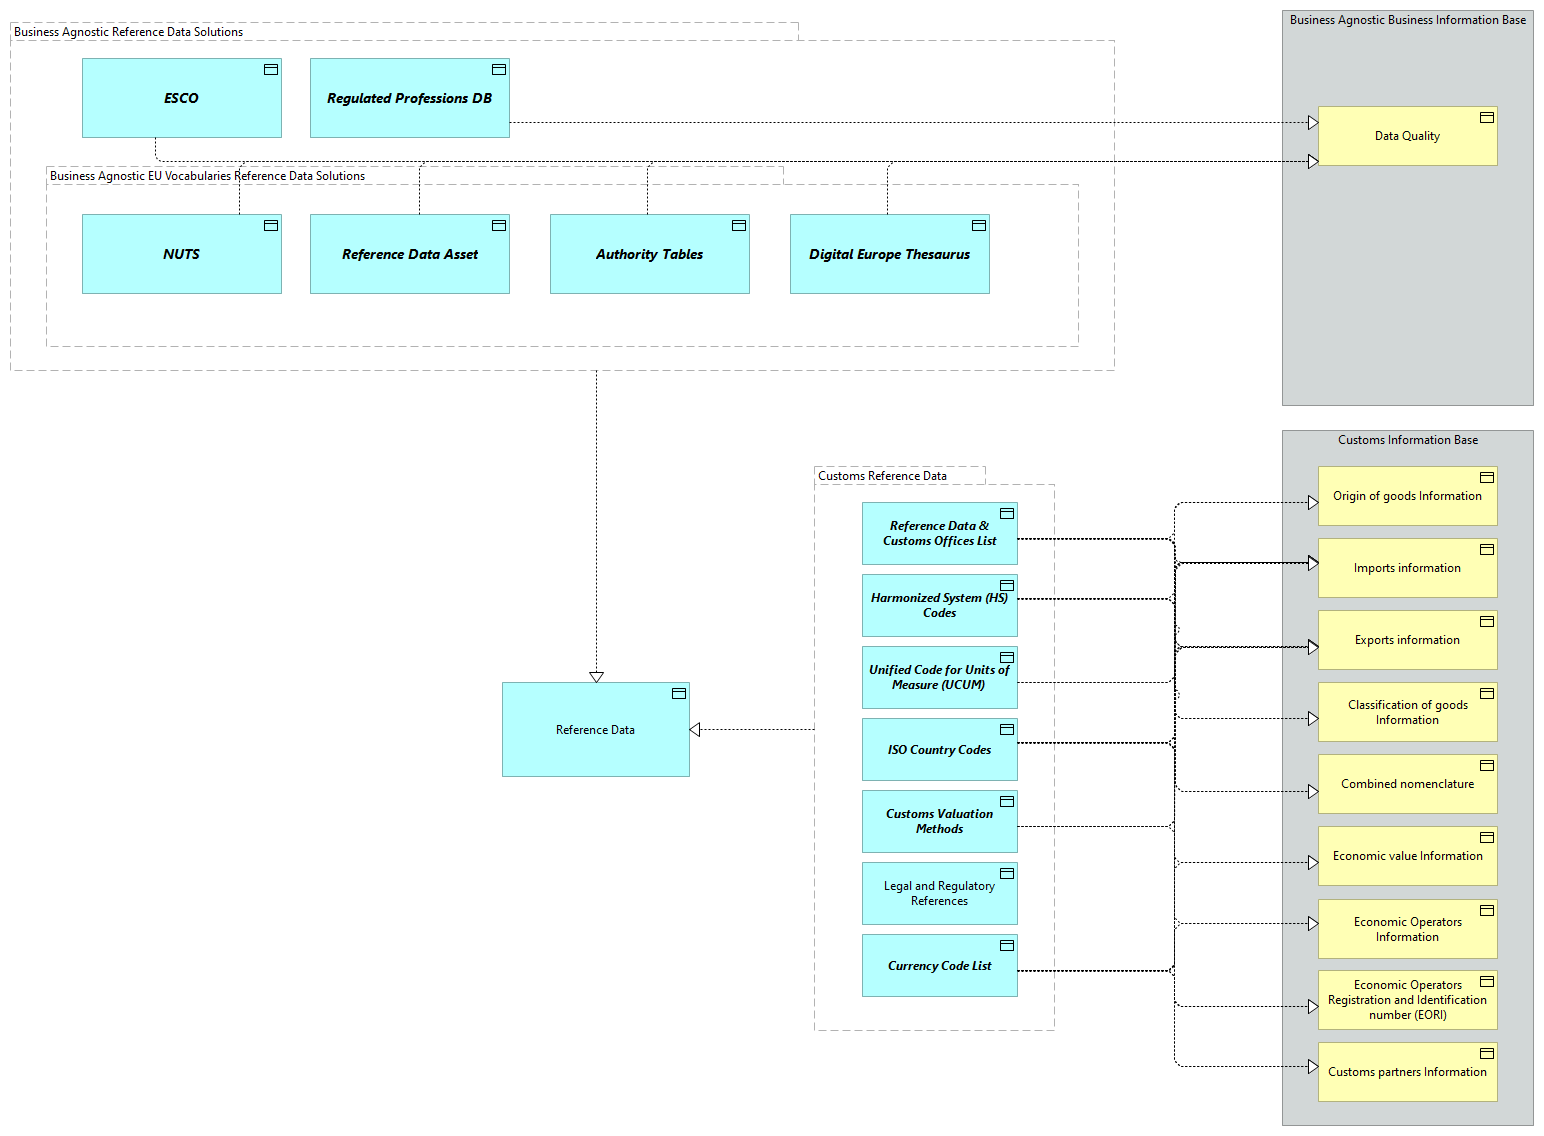 Business Agnostic Reference Data Solutions
ESCO
Regulated Professions DB
Business Agnostic EU Vocabularies Reference Data Solutions
NUTS
Reference Data Asset
Authority Tables
Digital Europe Thesaurus
Business Agnostic Business Information Base
Data Quality
Reference Data
Customs Reference Data
Reference Data &
Customs Offices List
Harmonized System (HS)
Codes
Unified Code for Units of
Measure (UCUM)
ISO Country Codes
Customs Valuation
Methods
Legal and Regulatory
References
Currency Code List
Customs Information Base
Origin of goods Information
Imports information
Exports information
Classification of goods
Information
Combined nomenclature
Economic value Information
Economic Operators
Information
Economic Operators
Registration and Identification
number (EORI)
Customs partners Information